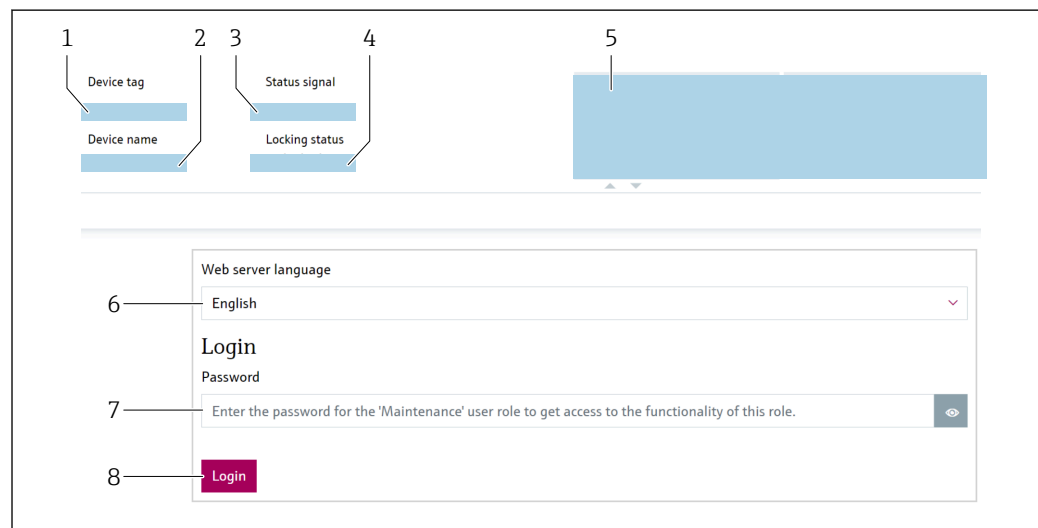 1 2 3 4 5
Device tag Status signal
Device name Locking status
Web server language
6 English
Login
Password
7 Enter the password for the 'Maintenance' user role to get access to the functionality of this role.
8 Login